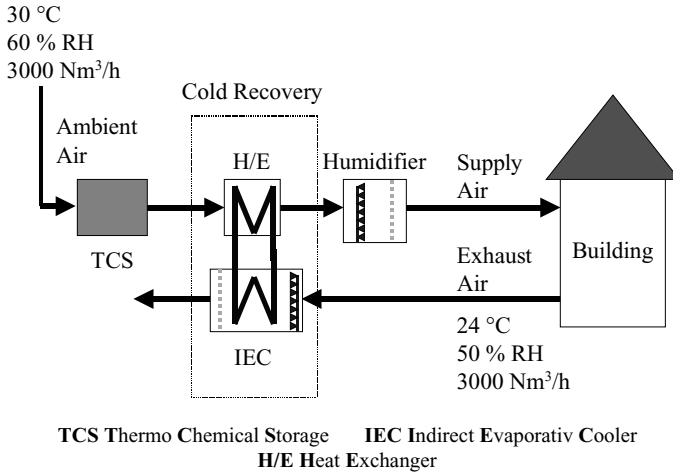 30 °C
60 % RH
3000 Nm³/h
Cold Recovery
Ambient
Air
H/E
Humidifier
Supply
Air
TCS
Building
Exhaust
Air
IEC
24 °C
50 % RH
3000 Nm³/h
TCS Thermo Chemical Storage IEC Indirect Evaporativ Cooler
H/E Heat Exchanger